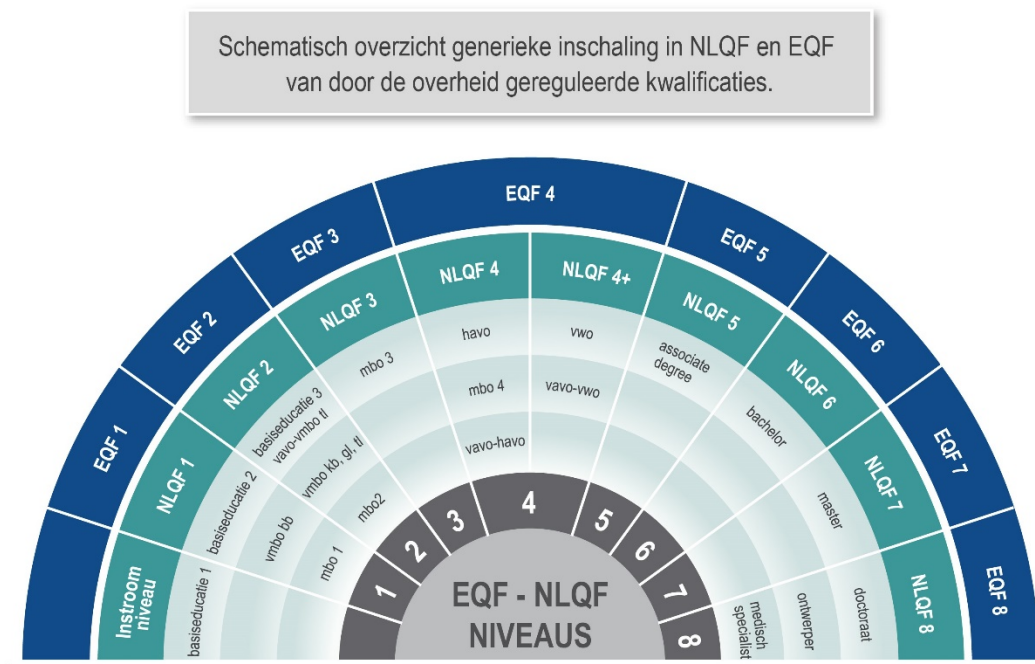 Schematisch overzicht generieke inschaling in NLQF en EQF
van door de overheid gereguleerde kwalificaties.
EQF 1
EQF 2
EQF 3
EQF 4
EQF 5
EQF 6
EQF 7
EQF 8
Instroom
niveau
NLQF 1
NLQF 2
NLQF 3
NLQF 4
NLQF 4+
NLQF 5
NLQF 6
NLQF 7
NLQF 8
basiseducatie 1
basiseducatie 2
vmbo bb
mbo 1
basiseducatie 3
vavo-vmbo tl
vmbo kb, gl, tl
mbo2
mbo 3
havo
mbo 4
vavo-havo
vwo
vavo-vwo
associate
degree
bachelor
master
doctoraat
ontwerper
medisch
specialist
1
2
3
4
5
6
7
8
EQF - NLQF
NIVEAUS